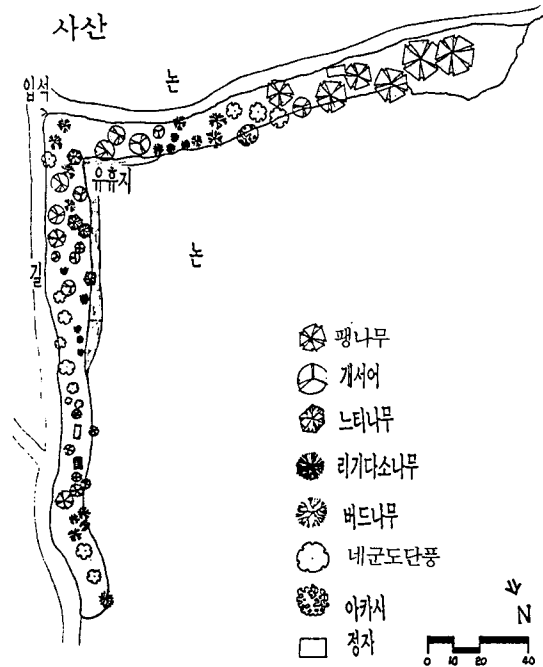 사산
논
입석
유휴지
논
길
팽나무
개서어
느티나무
리기다소나무
버드나무
네군도단풍
아카시
정자
N
0 10 20 40